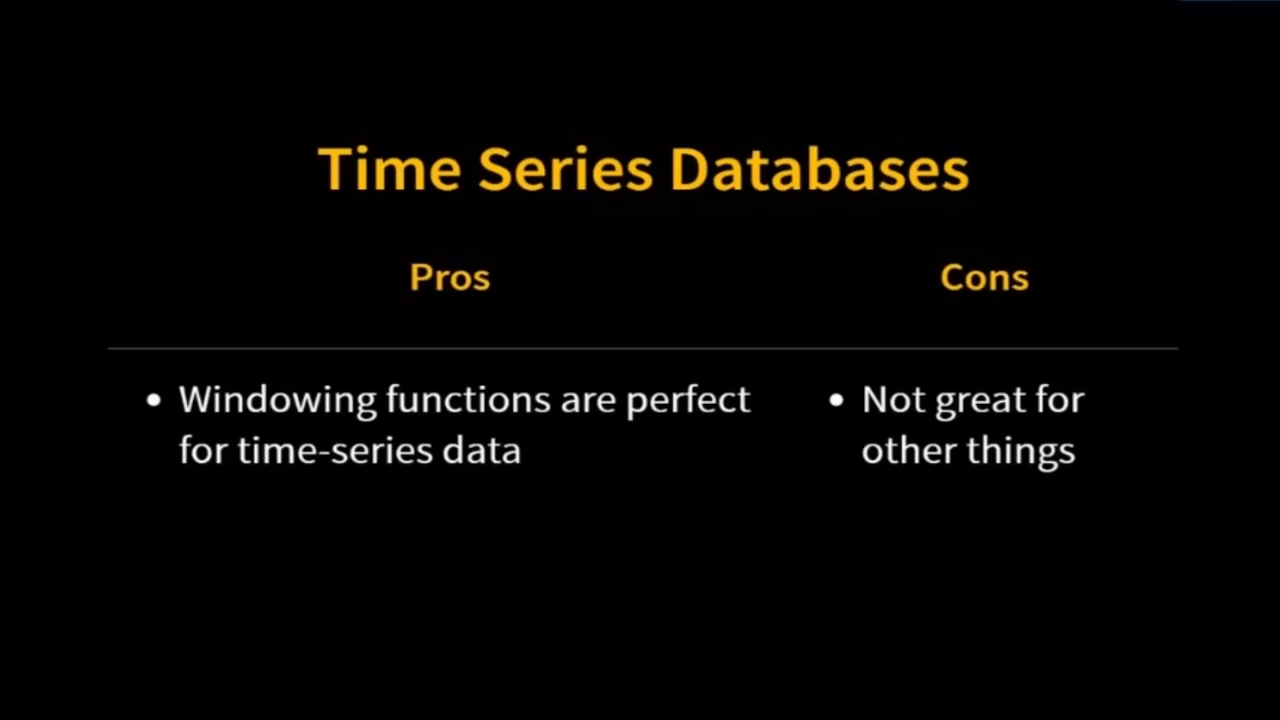 Time Series Databases
Pros
Cons
• Windowing functions are perfect
for time-series data
• Not great for
other things